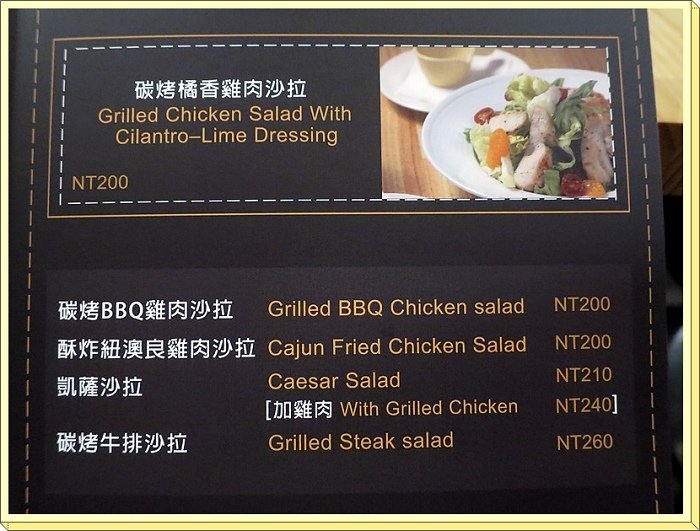 碳烤橘香雞肉沙拉
Grilled Chicken Salad With
Cilantro–Lime Dressing
NT200
碳烤BBQ雞肉沙拉 Grilled BBQ Chicken salad NT200
酥炸紐澳良雞肉沙拉 Cajun Fried Chicken Salad NT200
凱薩沙拉 Caesar Salad NT210
[加雞肉 With Grilled Chicken NT240]
碳烤牛排沙拉 Grilled Steak salad NT260